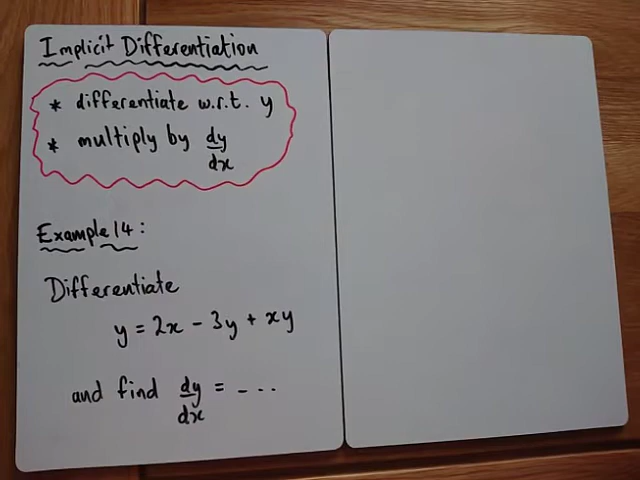 Implicit Differentiation
* differentiate w.r.t. y
* multiply by dy/dx
Example 14:
Differentiate
y = 2x - 3y + xy
and find dy/dx = ---